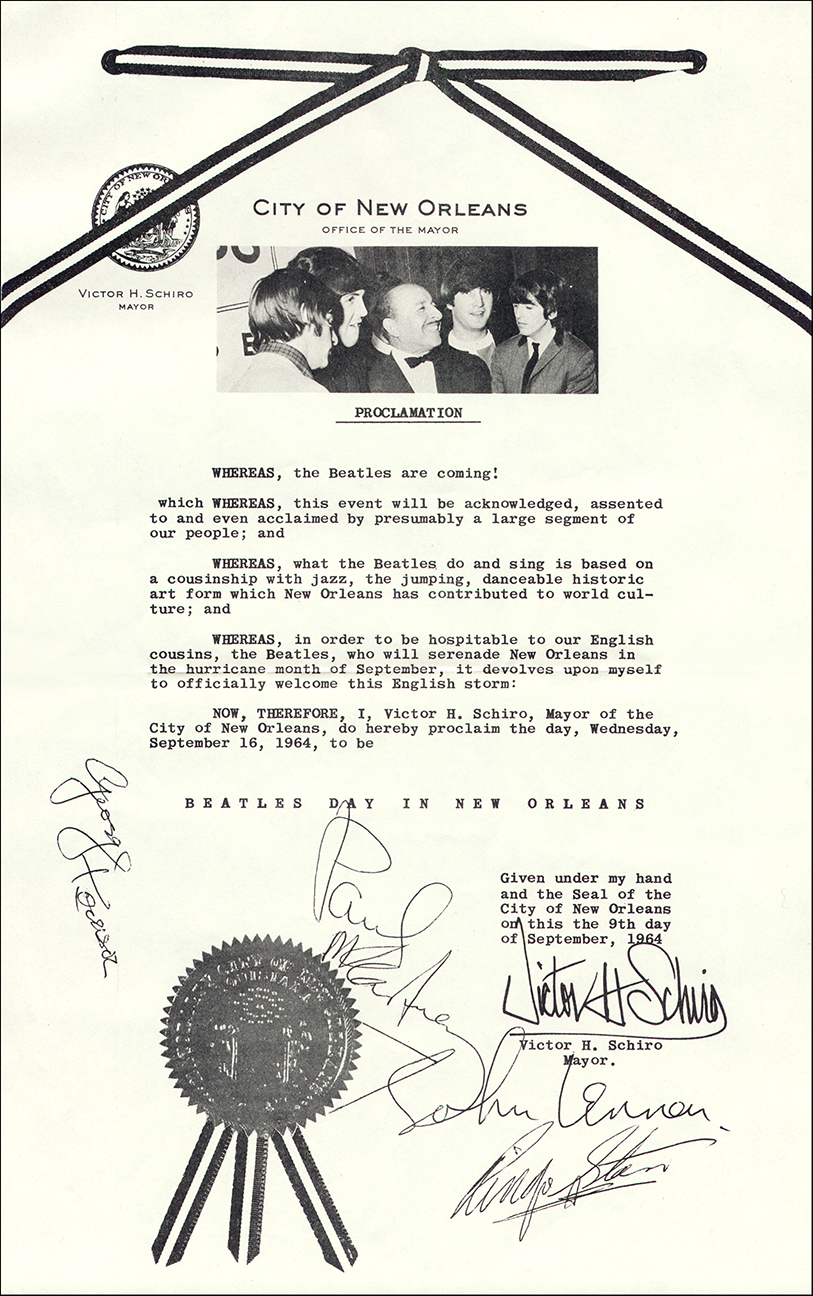 CITY OF NEW OR
CITY OF NEW ORLEANS
OFFICE OF THE MAYOR
VICTOR H. SCHIRO
MAYOR
PROCLAMATION
WHEREAS, the Beatles are coming!
which WHEREAS, this event will be acknowledged, assented
to and even acclaimed by presumably a large segment of
our people; and
WHEREAS, what the Beatles do and sing is based on
a cousinship with jazz, the jumping, danceable historic
art form which New Orleans has contributed to world cul-
ture; and
WHEREAS, in order to be hospitable to our English
cousins, the Beatles, who will serenade New Orleans in
the hurricane month of September, it devolves upon myself
to officially welcome this English storm:
NOW, THEREFORE, I, Victor H. Schiro, Mayor of the
City of New Orleans, do hereby proclaim the day, Wednesday,
September 16, 1964, to be
BEATLES DAY IN NEW ORLEANS
George Harrison
Paul McCartney
Given under my hand
and the Seal of the
City of New Orleans
on this the 9th day
of September, 1964
Victor H Schiro
Victor H. Schiro
Mayor.
CITY OF NEW
John Lennon.
Ringo Starr